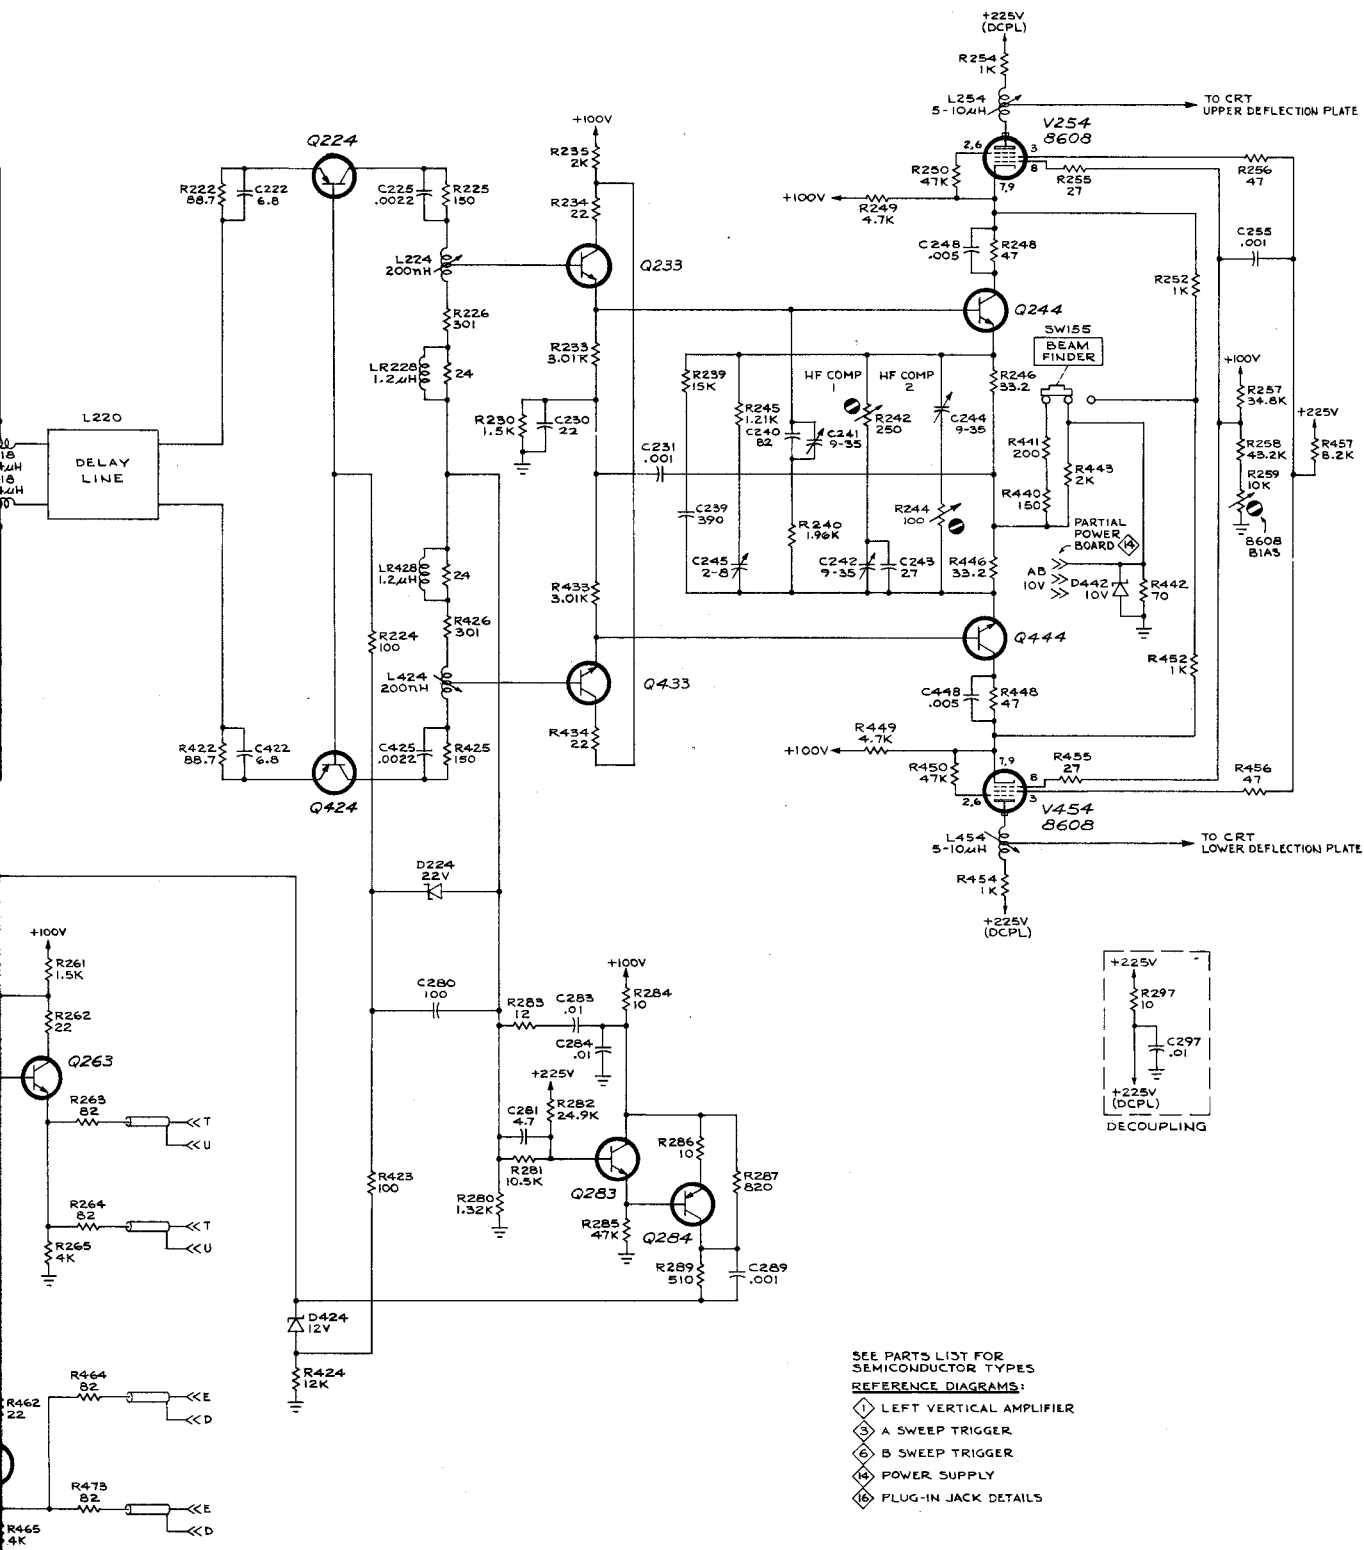 +225V
(DCPL)
R254
1K
L254
5-10µH
TO CRT
UPPER DEFLECTION PLATE
V254
8608
2,6
3
8
7,9
R250
47K
R255
27
R256
47
+100V
R249
4.7K
Q224
R222
88.7
C222
6.8
C225
.0022
R225
150
L224
200nH
R226
301
LR228
1.2µH
24
+100V
R235
2K
R234
22
Q233
R233
3.01K
R230
1.5K
C230
22
C231
.001
C248
.005
R248
47
Q244
C255
.001
R252
1K
SW155
BEAM
FINDER
R239
15K
R245
1.21K
C240
82
C241
9-35
HF COMP
1
R242
250
HF COMP
2
C244
9-35
R246
33.2
R441
200
R443
2K
R440
150
+100V
R257
34.8K
+225V
R258
43.2K
R457
8.2K
R259
10K
8608
BIAS
L220
DELAY
LINE
18
µH
18
µH
C239
390
C245
2-8
R240
1.96K
R244
100
C242
9-35
C243
27
R446
33.2
PARTIAL
POWER
BOARD 14
AB
10V
D442
10V
R442
70
LR428
1.2µH
24
R426
301
R224
100
L424
200nH
R433
3.01K
Q433
R434
22
Q444
R452
1K
C448
.005
R448
47
R422
88.7
C422
6.8
C425
.0022
R425
150
Q424
+100V
R449
4.7K
R450
47K
7,9
2,6
8
3
R455
27
R456
47
V454
8608
L454
5-10µH
TO CRT
LOWER DEFLECTION PLATE
R454
1K
+225V
(DCPL)
D224
22V
+100V
R261
1.5K
R262
22
Q263
R263
82
T
U
R264
82
T
U
R265
4K
C280
100
R283
12
C283
.01
+100V
R284
10
C284
.01
+225V
R282
24.9K
C281
4.7
R281
10.5K
Q283
R280
1.32K
R285
47K
R286
10
R287
820
Q284
R289
510
C289
.001
R423
100
+225V
R297
10
C297
.01
+225V
(DCPL)
DECOUPLING
D424
12V
R424
12K
R464
82
E
D
R462
22
R473
82
E
D
R465
4K
SEE PARTS LIST FOR
SEMICONDUCTOR TYPES
REFERENCE DIAGRAMS:
1 LEFT VERTICAL AMPLIFIER
3 A SWEEP TRIGGER
6 B SWEEP TRIGGER
14 POWER SUPPLY
16 PLUG-IN JACK DETAILS